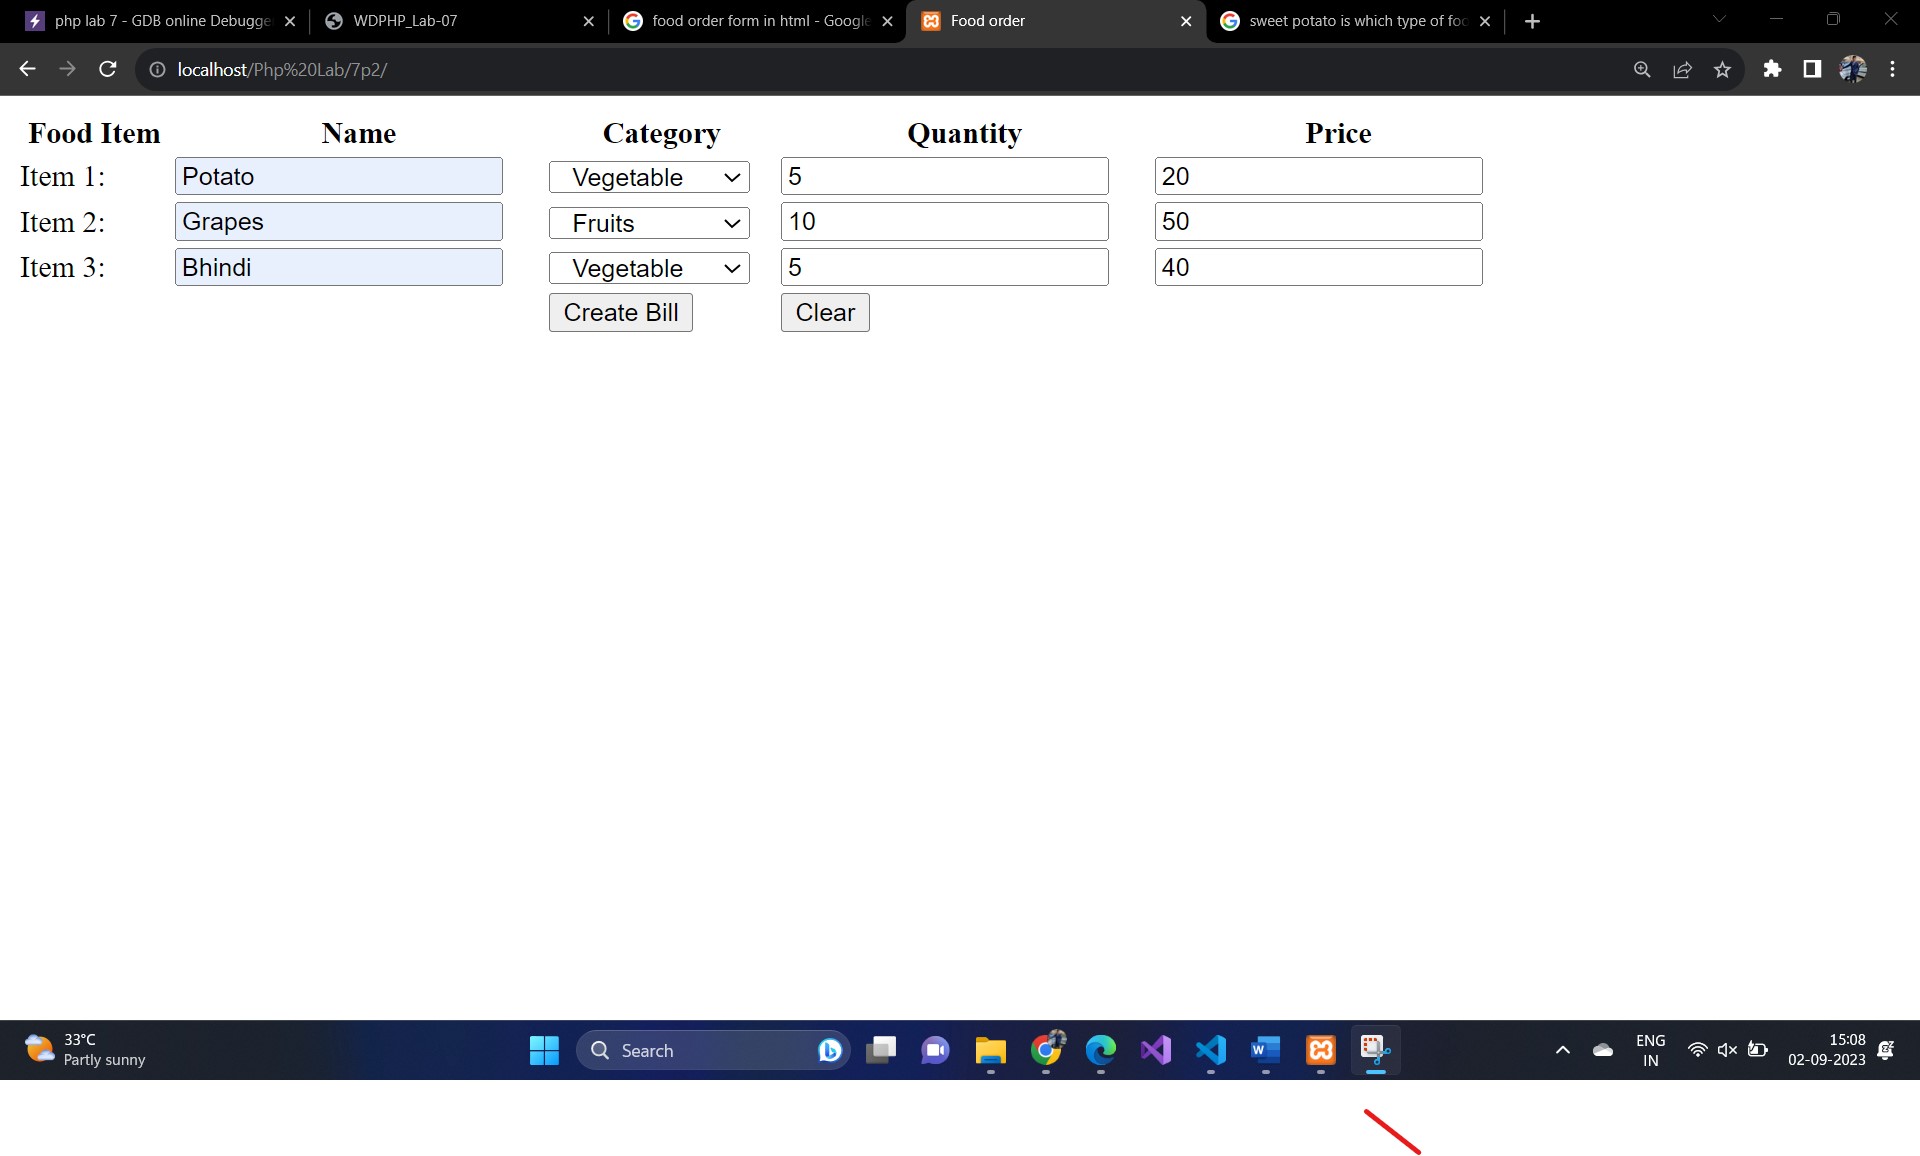 php lab 7 - GDB online Debugge
WDPHP_Lab-07
food order form in html - Google
Food order
sweet potato is which type of foo
localhost/Php%20Lab/7p2/
Food Item Name Category Quantity Price
Item 1: Potato Vegetable 5 20
Item 2: Grapes Fruits 10 50
Item 3: Bhindi Vegetable 5 40
Create Bill Clear
33°C
Partly sunny
Search
ENG
IN
15:08
02-09-2023